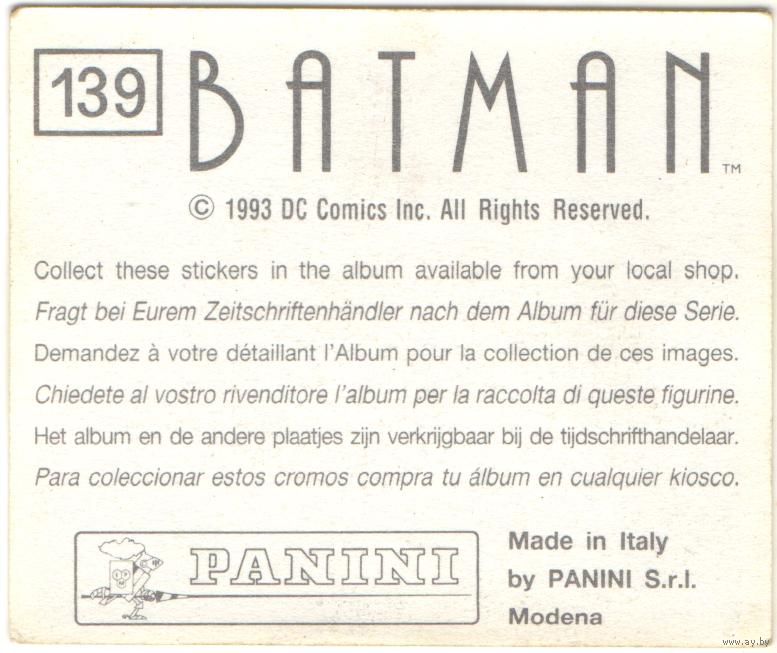 139
BATMAN™
© 1993 DC Comics Inc. All Rights Reserved.
Collect these stickers in the album available from your local shop.
Fragt bei Eurem Zeitschriftenhändler nach dem Album für diese Serie.
Demandez à votre détaillant l'Album pour la collection de ces images.
Chiedete al vostro rivenditore l'album per la raccolta di queste figurine.
Het album en de andere plaatjes zijn verkrijgbaar bij de tijdschrifthandelaar.
Para coleccionar estos cromos compra tu álbum en cualquier kiosco.
PANINI
Made in Italy
by PANINI S.r.l.
Modena
www.ay.by